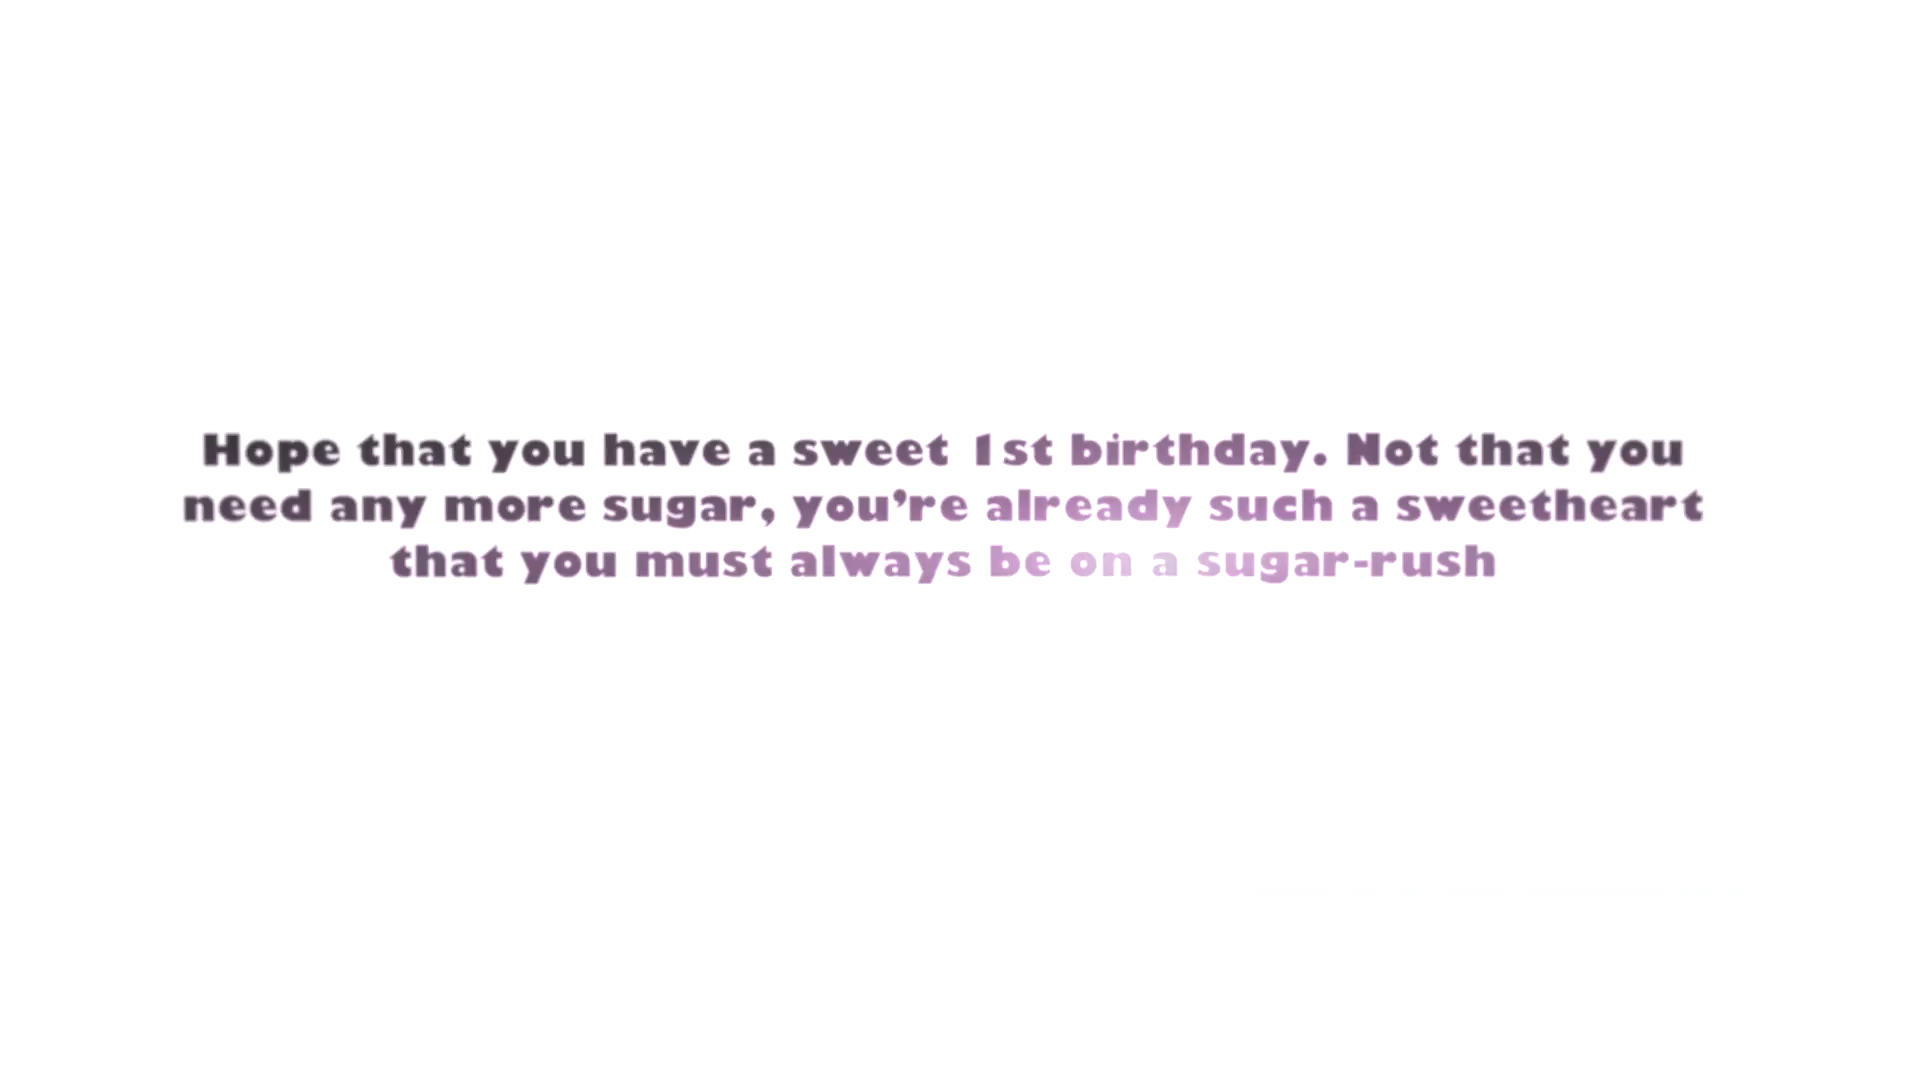 Hope that you have a sweet 1st birthday. Not that you
need any more sugar, you’re already such a sweetheart
that you must always be on a sugar-rush